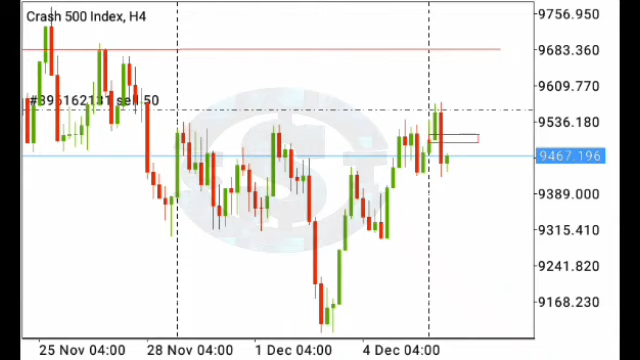 Crash 500 Index, H4
9756.950
9683.360
9609.770
#396162131 sell 50
9536.180
9467.196
9389.000
9315.410
9241.820
9168.230
25 Nov 04:00
28 Nov 04:00
1 Dec 04:00
4 Dec 04:00